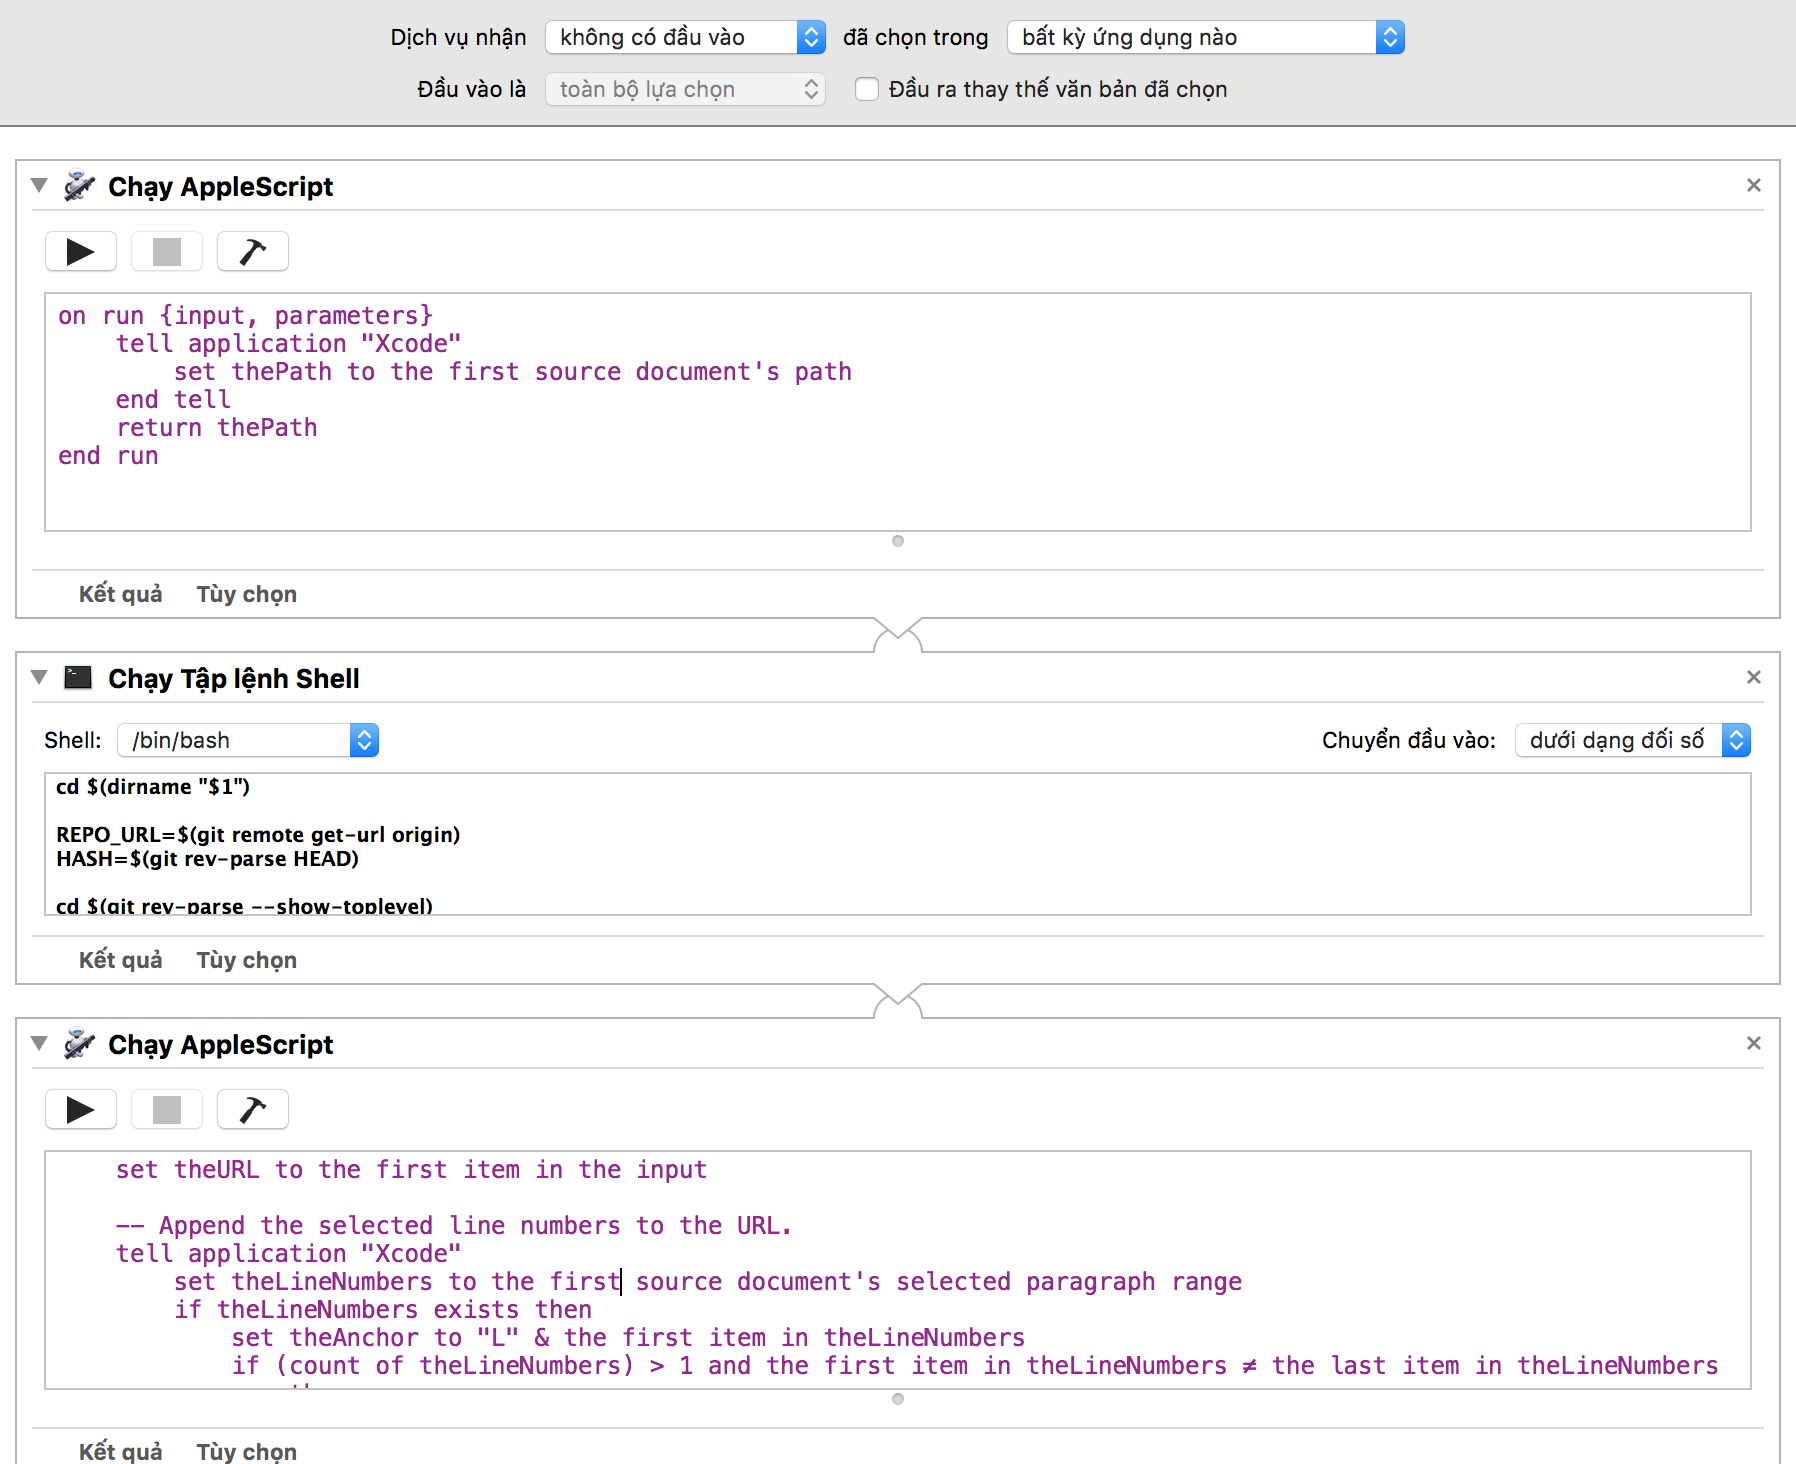 Dịch vụ nhận không có đầu vào đã chọn trong bất kỳ ứng dụng nào
Đầu vào là toàn bộ lựa chọn Đầu ra thay thế văn bản đã chọn
Chạy AppleScript
on run {input, parameters}
    tell application "Xcode"
        set thePath to the first source document's path
    end tell
    return thePath
end run
Kết quả Tùy chọn
Chạy Tập lệnh Shell
Shell: /bin/bash Chuyển đầu vào: dưới dạng đối số
cd $(dirname "$1")
REPO_URL=$(git remote get-url origin)
HASH=$(git rev-parse HEAD)
cd $(git rev-parse --show-toplevel)
Kết quả Tùy chọn
Chạy AppleScript
    set theURL to the first item in the input
    -- Append the selected line numbers to the URL.
    tell application "Xcode"
        set theLineNumbers to the first source document's selected paragraph range
        if theLineNumbers exists then
            set theAnchor to "L" & the first item in theLineNumbers
            if (count of theLineNumbers) > 1 and the first item in theLineNumbers ≠ the last item in theLineNumbers
Kết quả Tùy chọn